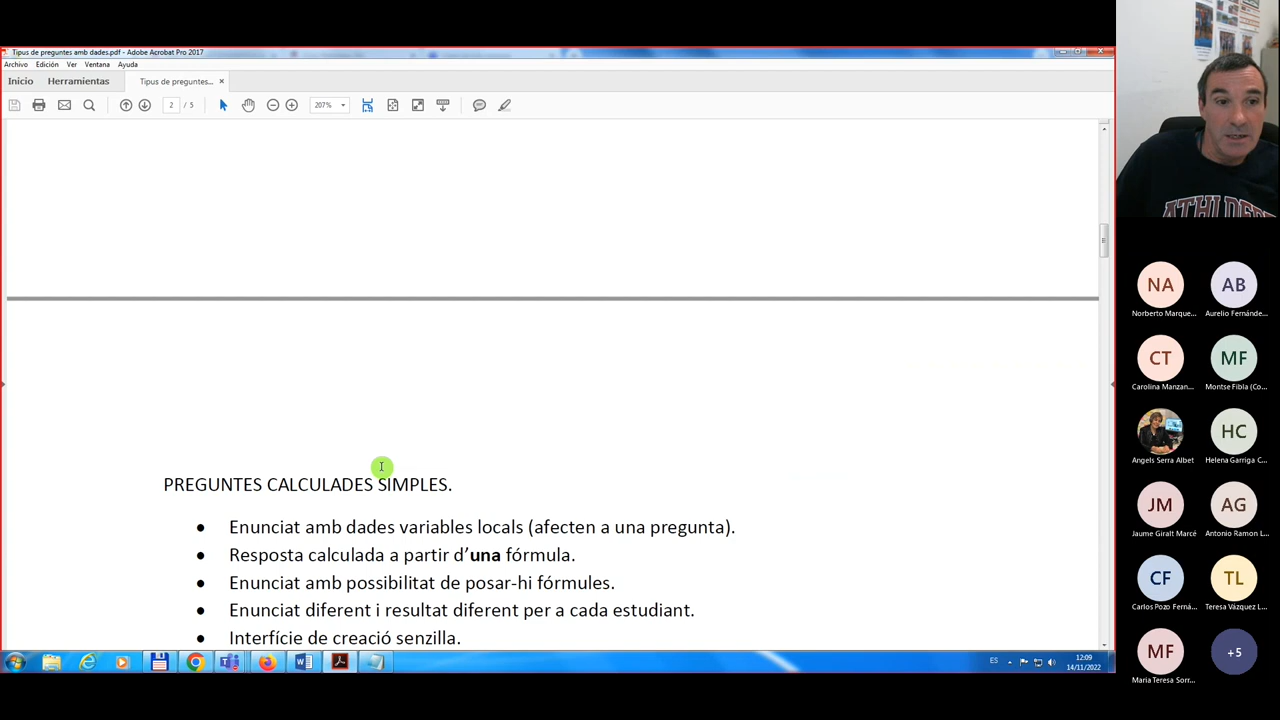 Tipus de preguntes amb dades.pdf - Adobe Acrobat Pro 2017
Archivo Edición Ver Ventana Ayuda
Inicio Herramientas Tipus de preguntes... ×
2 / 5 207%
PREGUNTES CALCULADES SIMPLES.
• Enunciat amb dades variables locals (afecten a una pregunta).
• Resposta calculada a partir d’una fórmula.
• Enunciat amb possibilitat de posar-hi fórmules.
• Enunciat diferent i resultat diferent per a cada estudiant.
• Interfície de creació senzilla.
ES 12:09
14/11/2022
NA AB
Norberto Marque... Aurelio Fernánde...
CT MF
Carolina Manzan... Montse Fibla (Co...
HC
Angels Serra Albet Helena Garriga C...
JM AG
Jaume Giralt Marcé Antonio Ramon L...
CF TL
Carlos Pozo Ferná... Teresa Vázquez L...
MF +5
Maria Teresa Sorr...